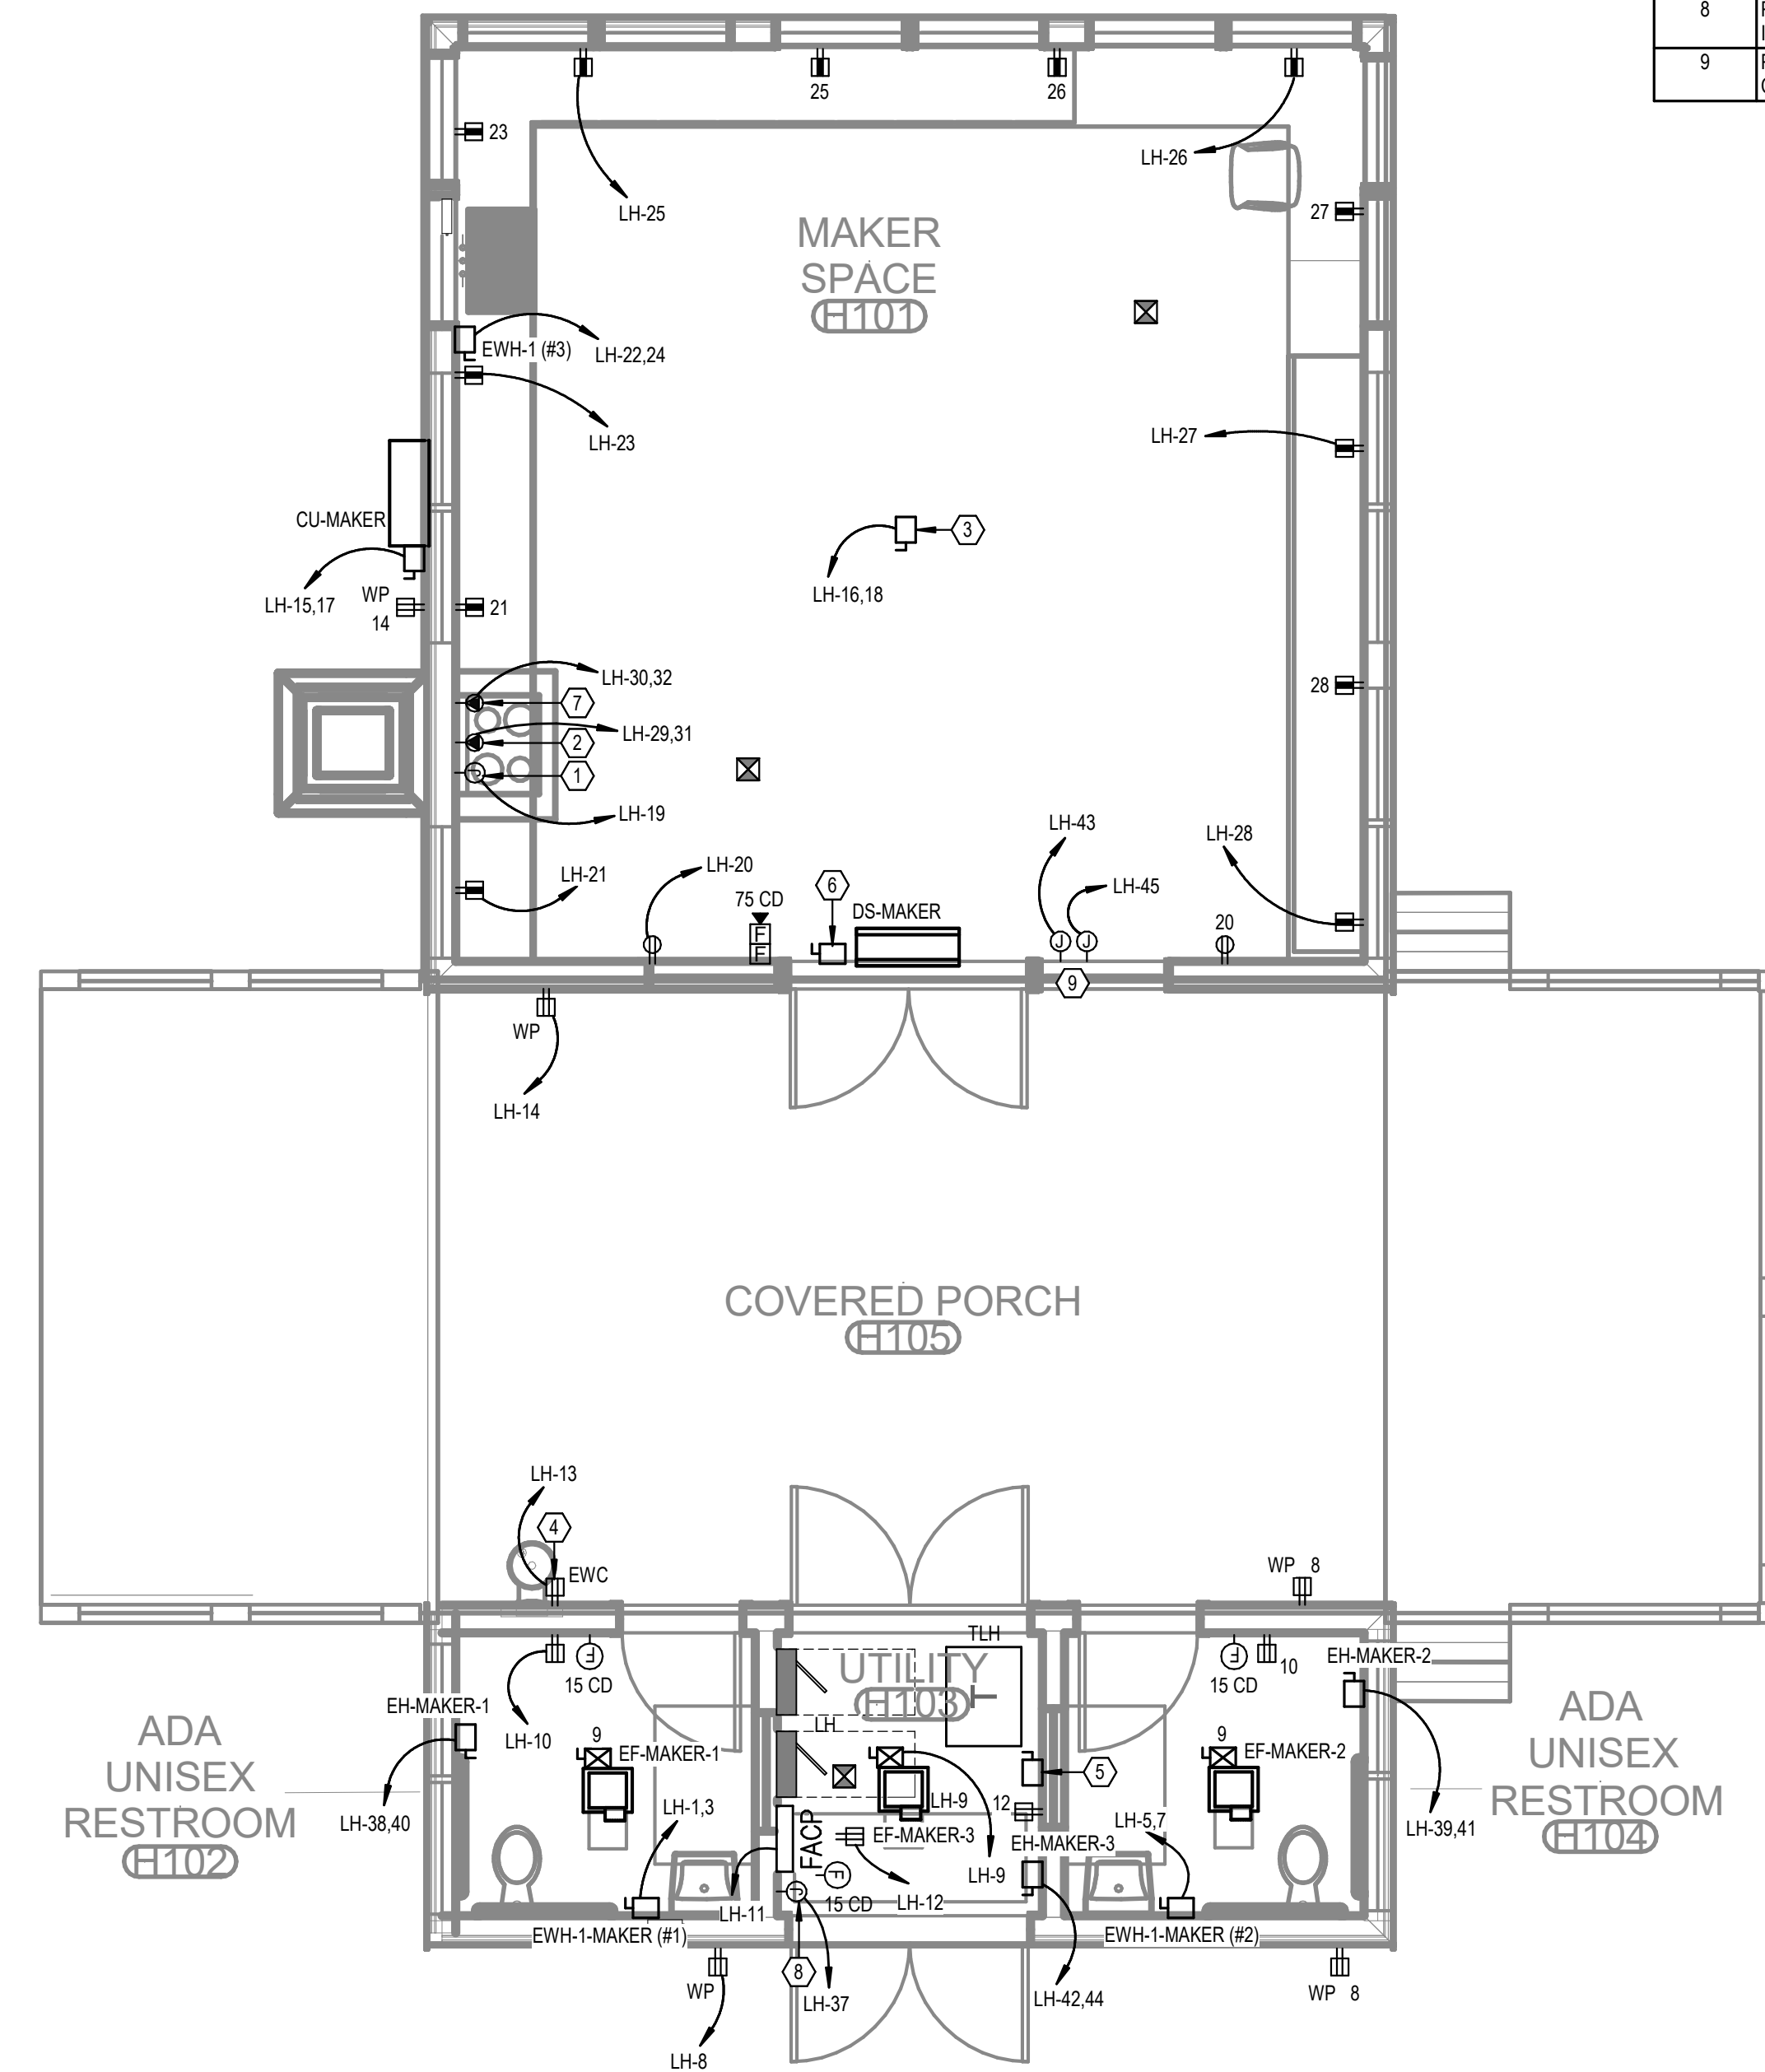 8
9
25
26
23
LH-26
LH-25
27
MAKER
SPACE
H101
EWH-1 (#3)
LH-22,24
LH-23
LH-27
CU-MAKER
3
LH-15,17
WP
14
21
LH-16,18
LH-30,32
7
28
LH-29,31
2
1
LH-19
LH-43
LH-28
LH-20
LH-21
6
LH-45
75 CD
DS-MAKER
20
F
F
J
J
J
9
WP
LH-14
COVERED PORCH
H105
LH-13
4
EWC
WP 8
TLH
F
15 CD
UTILITY
H103
F
15 CD
10
EH-MAKER-2
EH-MAKER-1
LH-10
LH
ADA
UNISEX
RESTROOM
H102
9
EF-MAKER-1
9
EF-MAKER-2
ADA
UNISEX
RESTROOM
H104
5
LH-38,40
LH-1,3
LH-9
12
LH-5,7
LH-39,41
FACP
EF-MAKER-3
EH-MAKER-3
LH-9
F
15 CD
LH-12
LH-11
J
EWH-1-MAKER (#1)
EWH-1-MAKER (#2)
8
WP
LH-37
LH-42,44
WP 8
LH-8